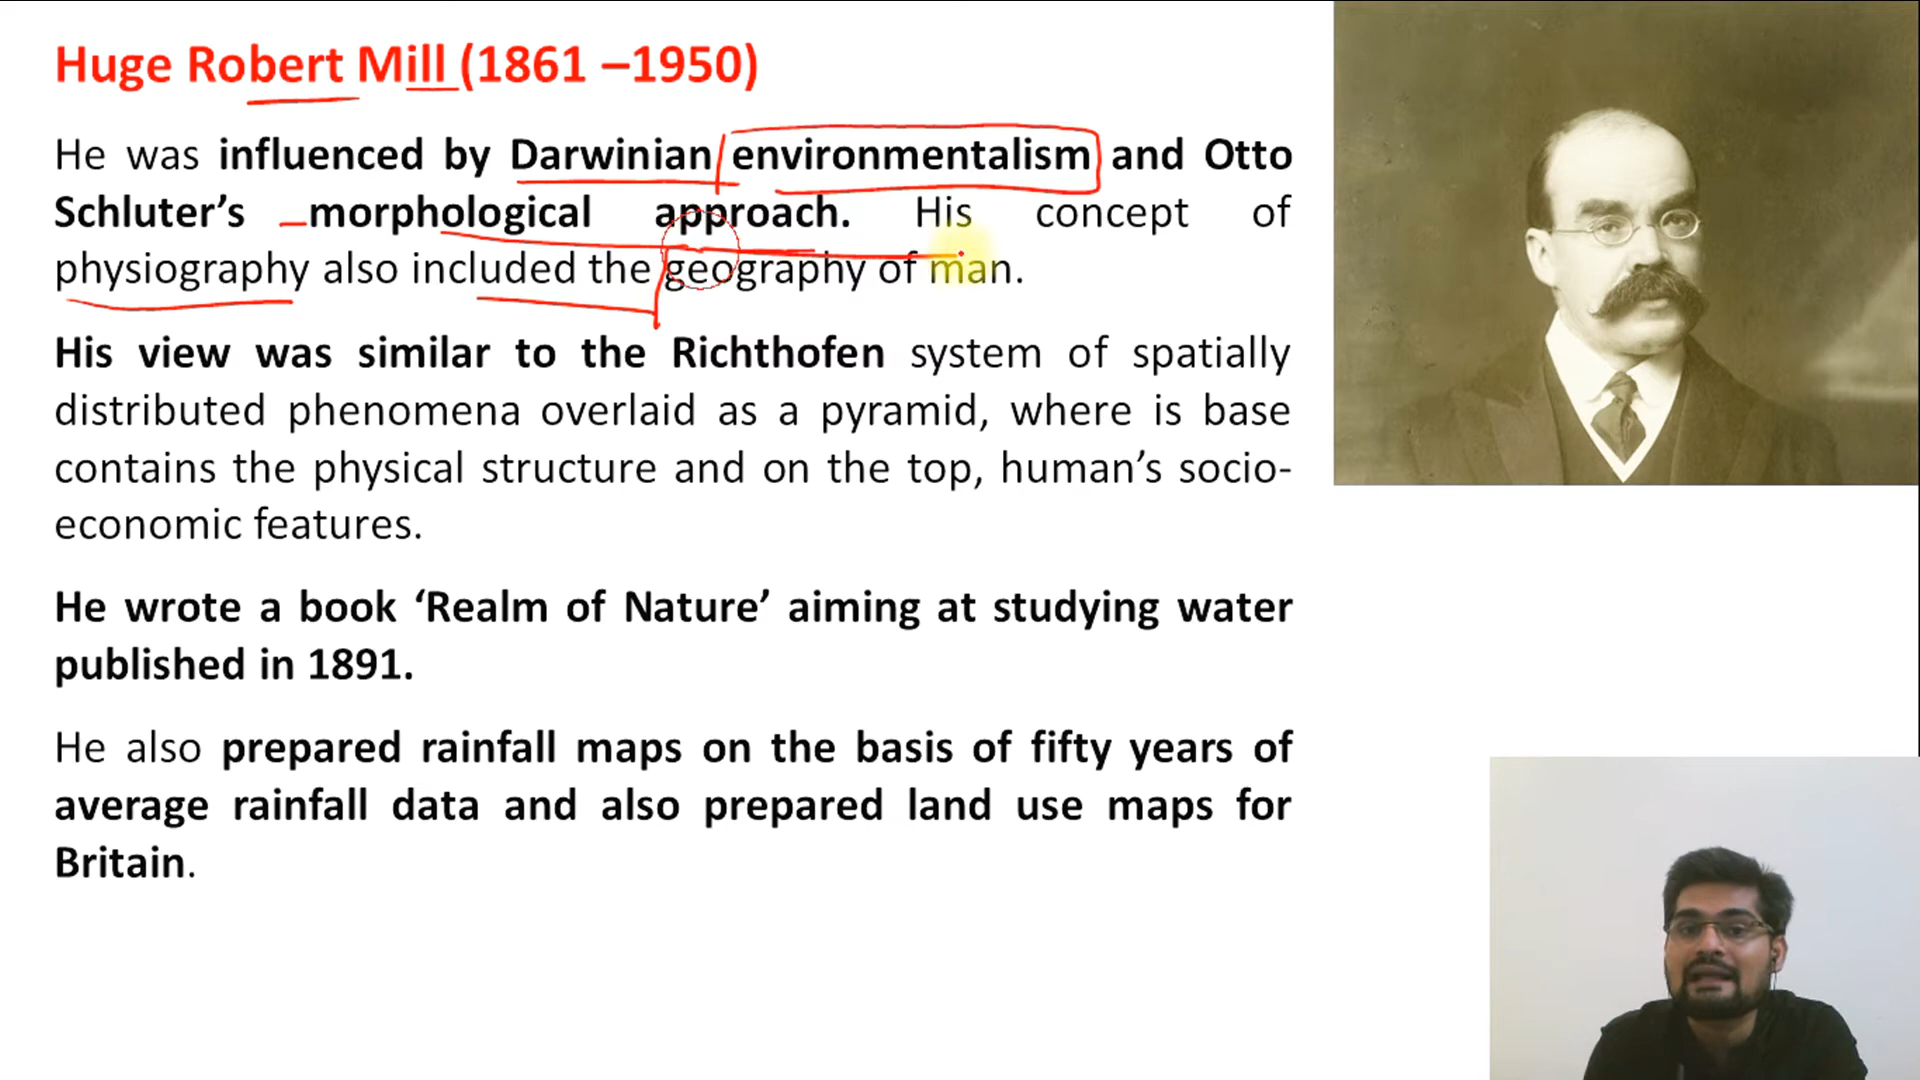 Huge Robert Mill (1861 –1950)
He was influenced by Darwinian environmentalism and Otto
Schluter’s morphological approach. His concept of
physiography also included the geography of man.
His view was similar to the Richthofen system of spatially
distributed phenomena overlaid as a pyramid, where is base
contains the physical structure and on the top, human’s socio-
economic features.
He wrote a book ‘Realm of Nature’ aiming at studying water
published in 1891.
He also prepared rainfall maps on the basis of fifty years of
average rainfall data and also prepared land use maps for
Britain.